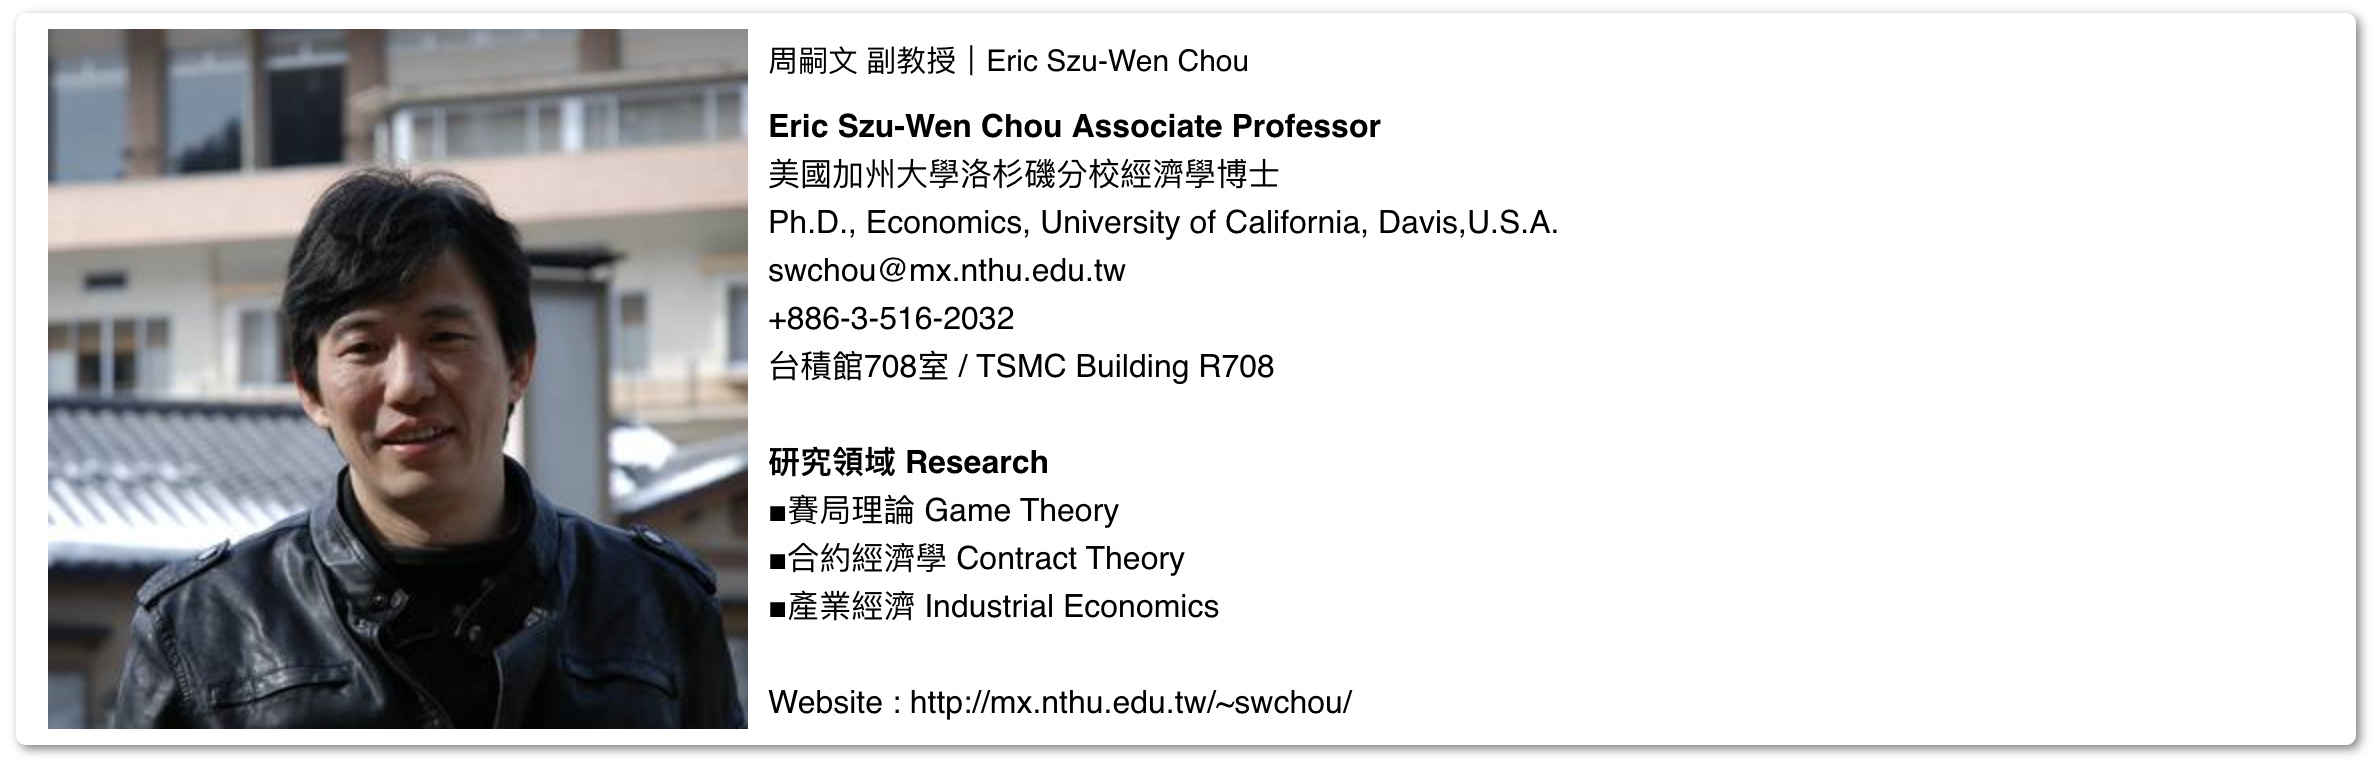 周嗣文 副教授｜Eric Szu-Wen Chou
Eric Szu-Wen Chou Associate Professor
美國加州大學洛杉磯分校經濟學博士
Ph.D., Economics, University of California, Davis,U.S.A.
swchou@mx.nthu.edu.tw
+886-3-516-2032
台積館708室 / TSMC Building R708
研究領域 Research
■賽局理論 Game Theory
■合約經濟學 Contract Theory
■產業經濟 Industrial Economics
Website : http://mx.nthu.edu.tw/~swchou/